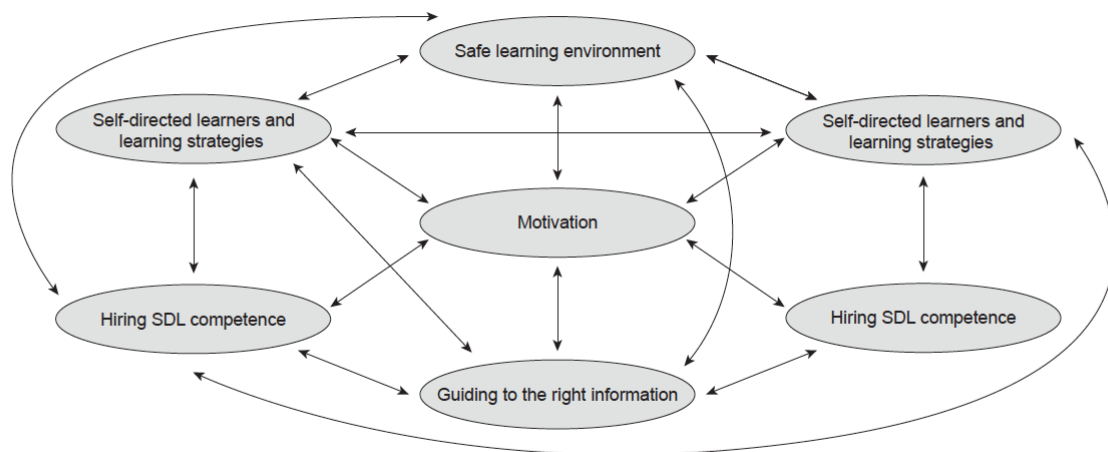 Safe learning environment
Self-directed learners and
learning strategies
Self-directed learners and
learning strategies
Motivation
Hiring SDL competence
Hiring SDL competence
Guiding to the right information